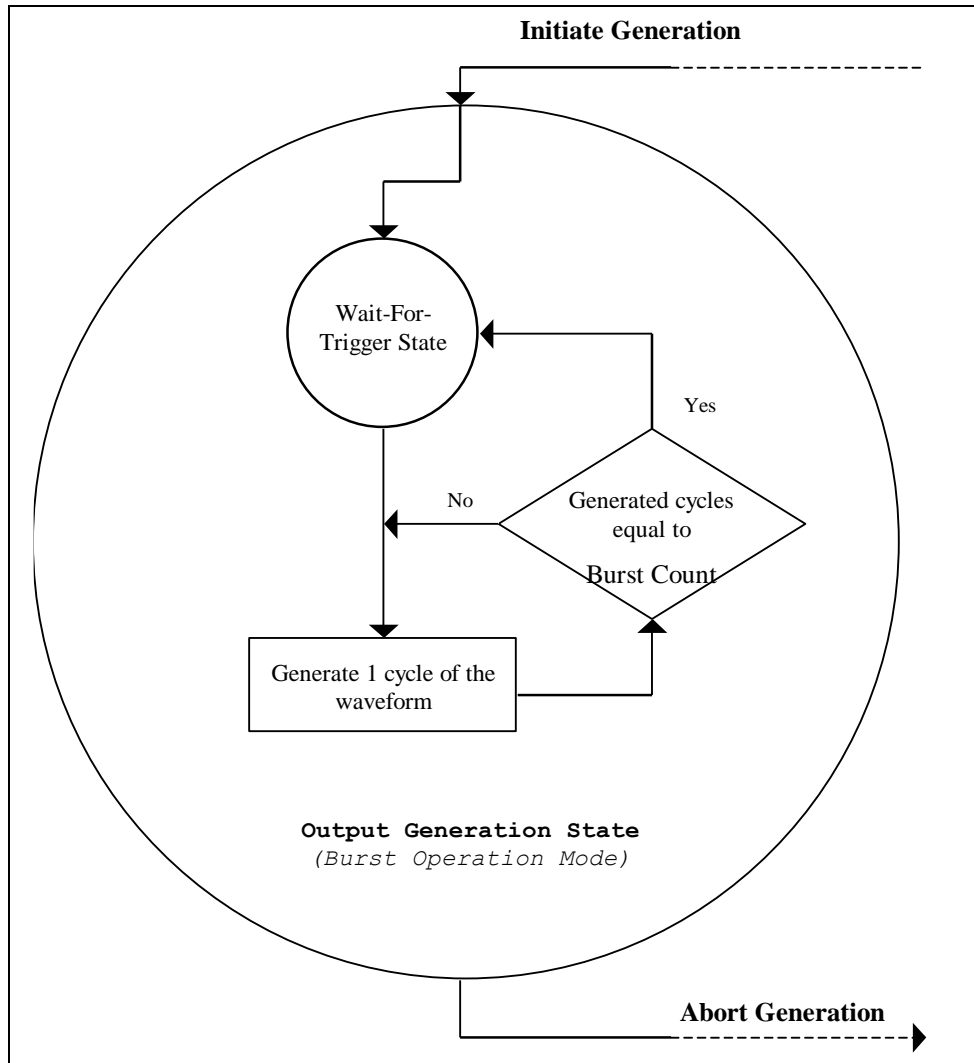 Initiate Generation
Wait-For-
Trigger State
Yes
No
Generated cycles
equal to
Burst Count
Generate 1 cycle of the
waveform
Output Generation State
(Burst Operation Mode)
Abort Generation